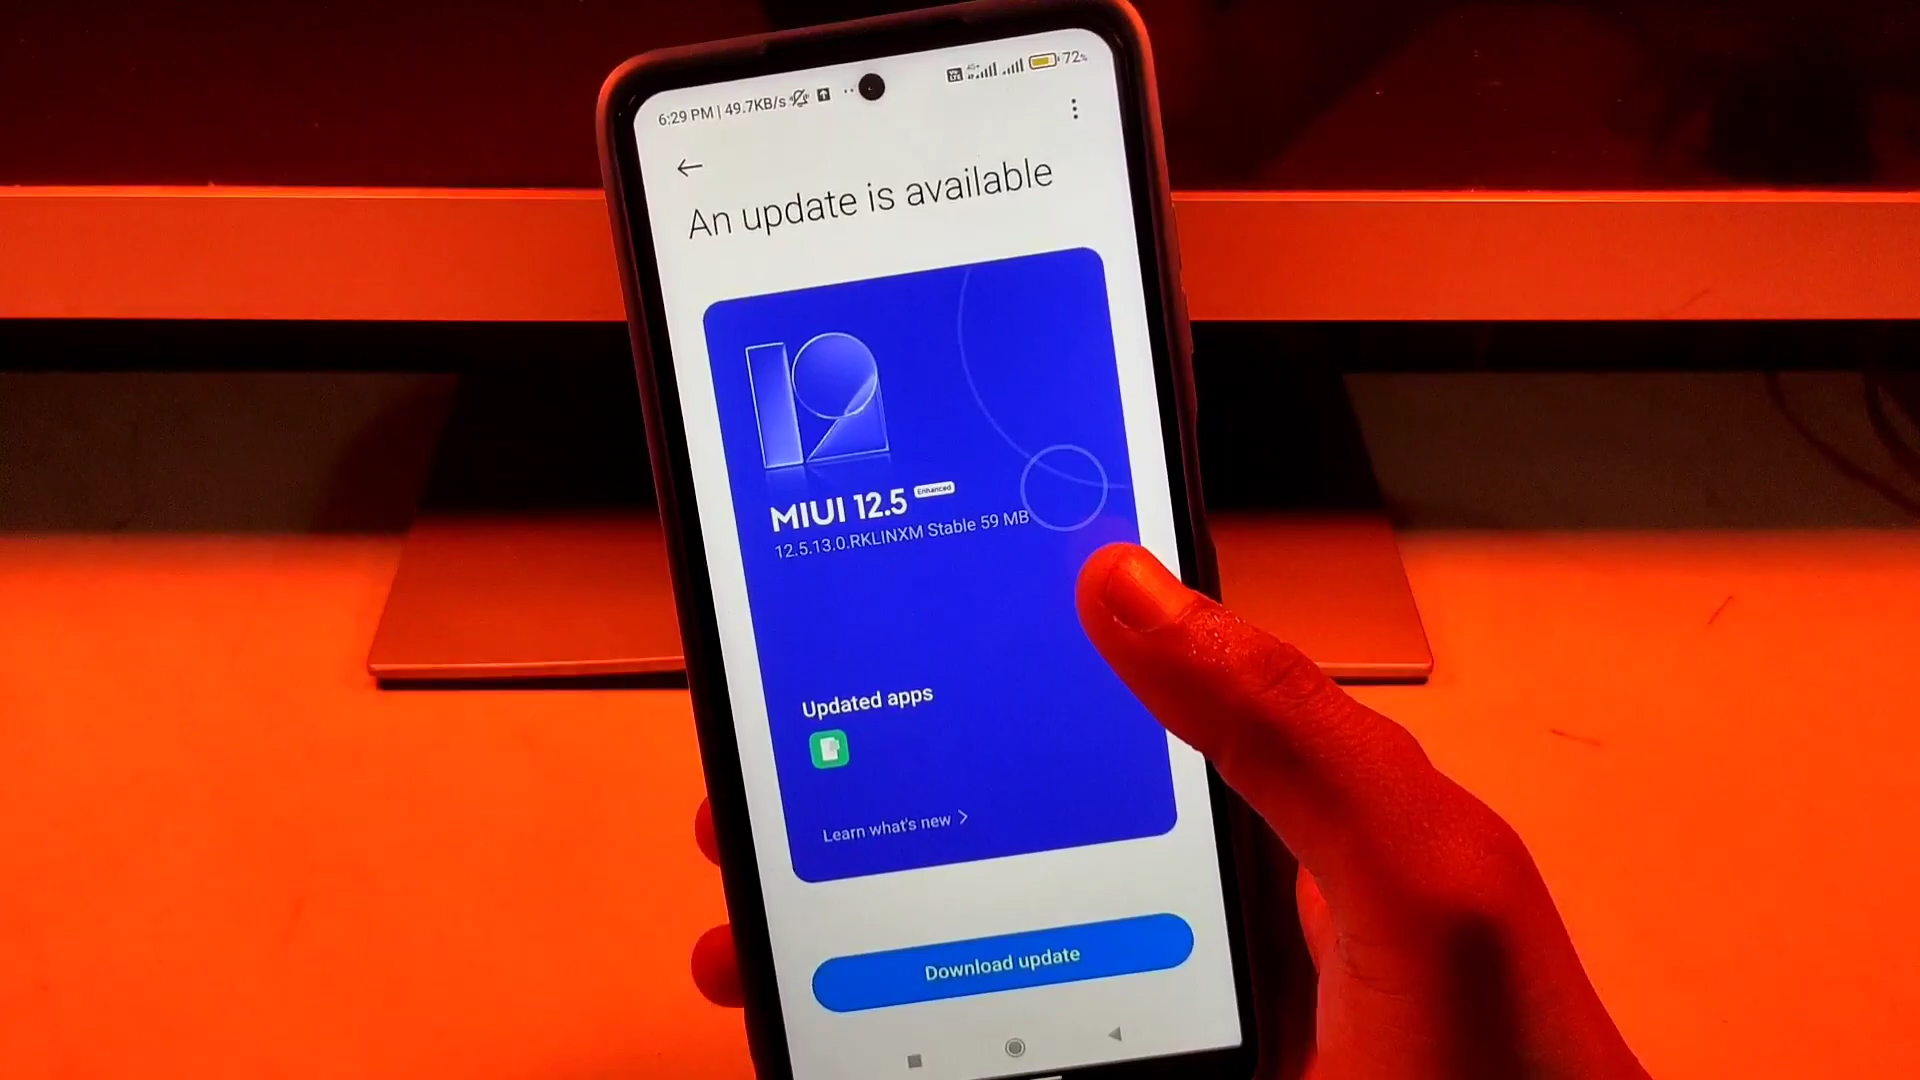 6:29 PM | 49.7KB/s
72%
An update is available
MIUI 12.5 Enhanced
12.5.13.0.RKLINXM Stable 59 MB
Updated apps
Learn what's new >
Download update